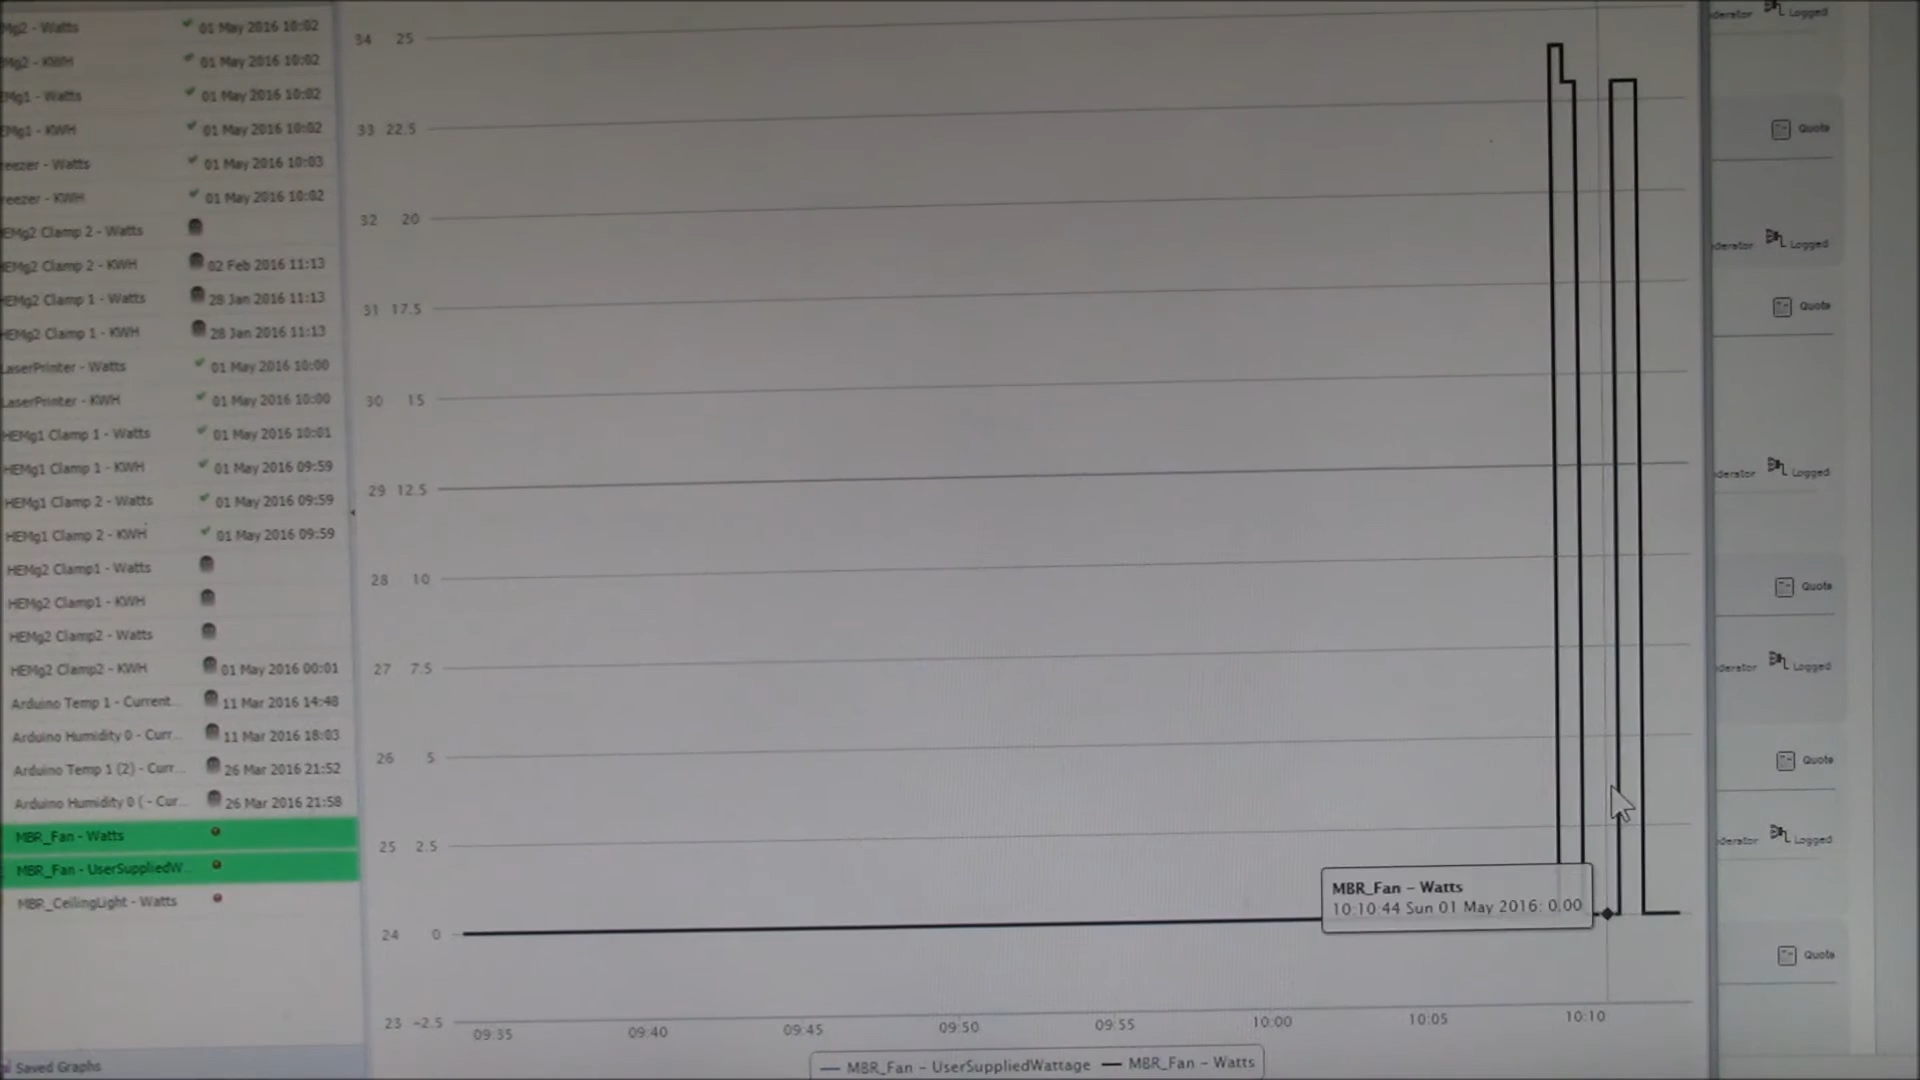 Mg2 - Watts 01 May 2016 10:02
Mg2 - KWH 01 May 2016 10:02
EMg1 - Watts 01 May 2016 10:02
EMg1 - KWH 01 May 2016 10:02
reezer - Watts 01 May 2016 10:03
reezer - KWH 01 May 2016 10:02
HEMg2 Clamp 2 - Watts
HEMg2 Clamp 2 - KWH 02 Feb 2016 11:13
HEMg2 Clamp 1 - Watts 28 Jan 2016 11:13
HEMg2 Clamp 1 - KWH 28 Jan 2016 11:13
LaserPrinter - Watts 01 May 2016 10:00
LaserPrinter - KWH 01 May 2016 10:00
HEMg1 Clamp 1 - Watts 01 May 2016 10:01
HEMg1 Clamp 1 - KWH 01 May 2016 09:59
HEMg1 Clamp 2 - Watts 01 May 2016 09:59
HEMg1 Clamp 2 - KWH 01 May 2016 09:59
HEMg2 Clamp1 - Watts
HEMg2 Clamp1 - KWH
HEMg2 Clamp2 - Watts
HEMg2 Clamp2 - KWH 01 May 2016 00:01
Arduino Temp 1 - Current... 11 Mar 2016 14:48
Arduino Humidity 0 - Curr... 11 Mar 2016 18:03
Arduino Temp 1 (2) - Curr... 26 Mar 2016 21:52
Arduino Humidity 0 ( - Cur... 26 Mar 2016 21:58
MBR_Fan - Watts
MBR_Fan - UserSuppliedW...
MBR_CeilingLight - Watts
Saved Graphs
34 25
33 22.5
32 20
31 17.5
30 15
29 12.5
28 10
27 7.5
26 5
25 2.5
24 0
23 -2.5
MBR_Fan - Watts
10:10:44 Sun 01 May 2016: 0.00
09:35 09:40 09:45 09:50 09:55 10:00 10:05 10:10
MBR_Fan - UserSuppliedWattage MBR_Fan - Watts
derator Logged
Quote
derator Logged
Quote
derator Logged
Quote
derator Logged
Quote
derator Logged
Quote